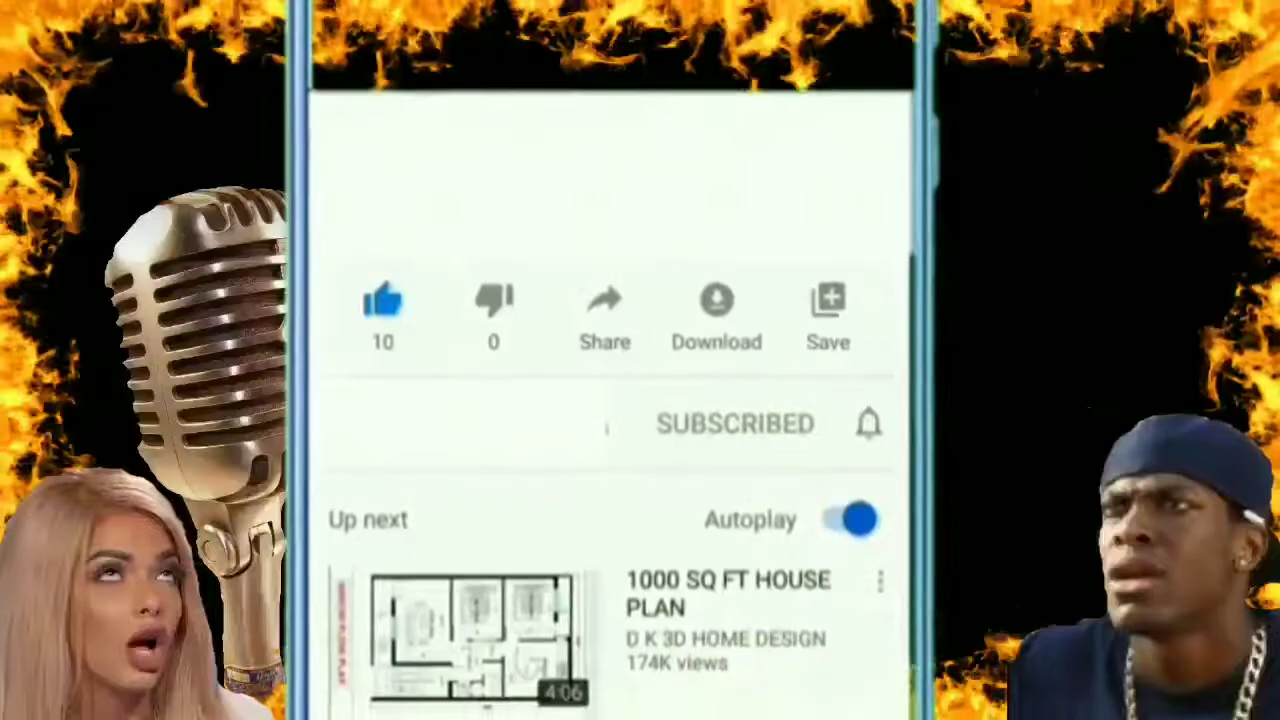 10
0
Share
Download
Save
SUBSCRIBED
Up next
Autoplay
1000 SQ FT HOUSE
PLAN
D K 3D HOME DESIGN
174K views
4:06